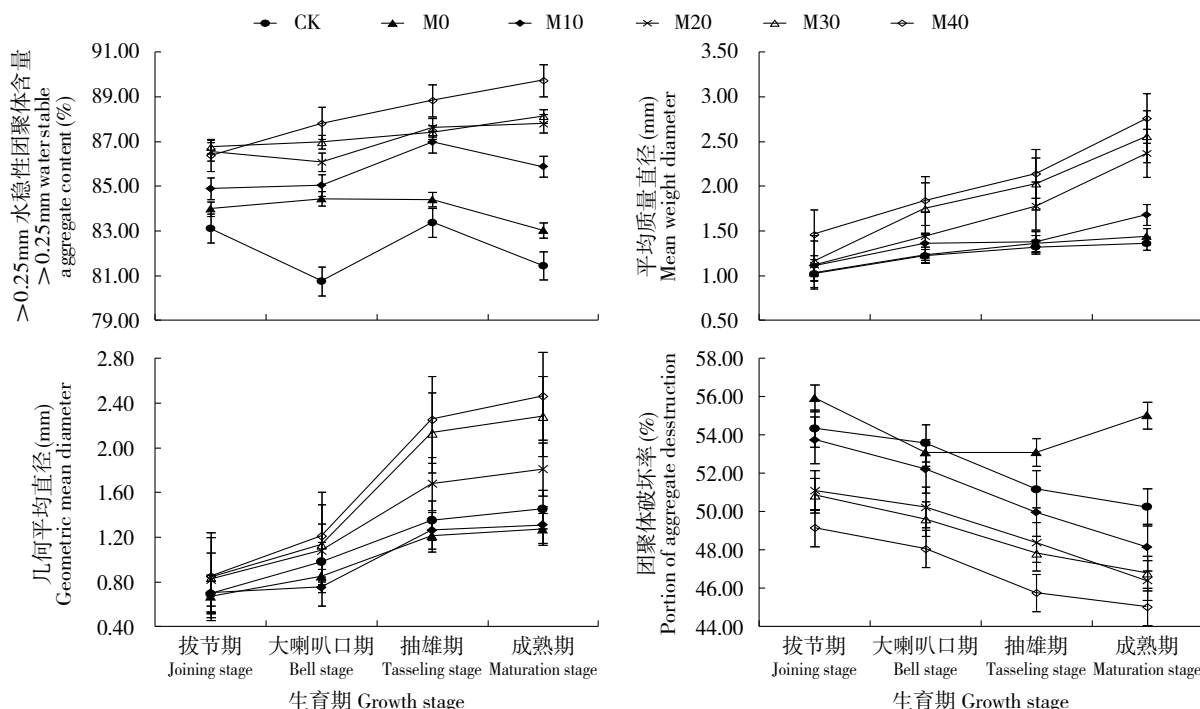 CK M0 M10 M20 M30 M40
>0.25mm 水稳性团聚体含量
>0.25mm water stable
aggregate content (%)
91.00
89.00
87.00
85.00
83.00
81.00
79.00
平均质量直径 (mm)
Mean weight diameter
3.50
3.00
2.50
2.00
1.50
1.00
0.50
几何平均直径 (mm)
Geometric mean diameter
2.80
2.40
2.00
1.60
1.20
0.80
0.40
拔节期 大喇叭口期 抽雄期 成熟期
Joining stage Bell stage Tasseling stage Maturation stage
生育期 Growth stage
团聚体破坏率 (%)
Portion of aggregate desstruction
58.00
56.00
54.00
52.00
50.00
48.00
46.00
44.00
拔节期 大喇叭口期 抽雄期 成熟期
Joining stage Bell stage Tasseling stage Maturation stage
生育期 Growth stage